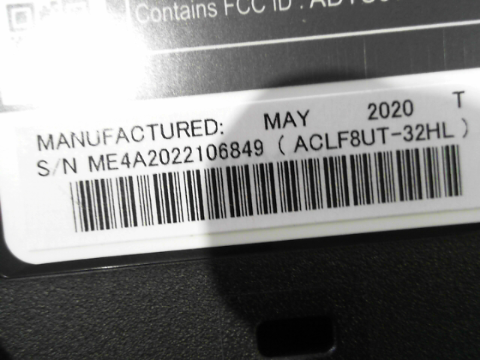 Contains FCC ID :
MANUFACTURED: MAY 2020 T
S/N ME4A2022106849 ( ACLF8UT-32HL )